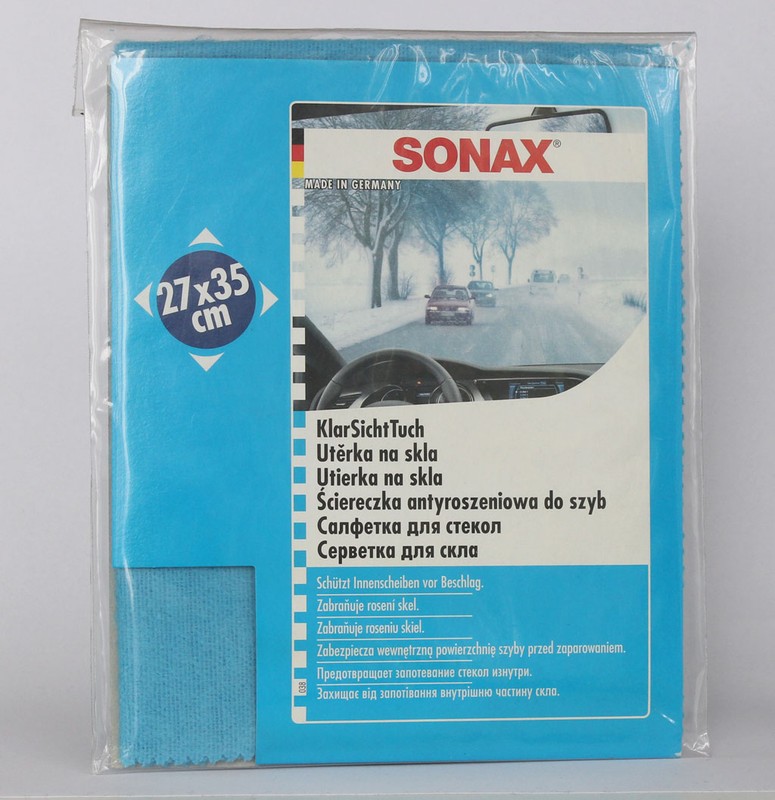 SONAX®
MADE IN GERMANY
27x35
cm
KlarSichtTuch
Utěrka na skla
Utierka na skla
Ściereczka antyroszeniowa do szyb
Салфетка для стекол
Серветка для скла
Schützt Innenscheiben vor Beschlag.
Zabraňuje rosení skel.
Zabraňuje roseniu skiel.
Zabezpiecza wewnętrzną powierzchnię szyby przed zaparowaniem.
Предотвращает запотевание стекол изнутри.
Захищає від запотівання внутрішню частину скла.
038